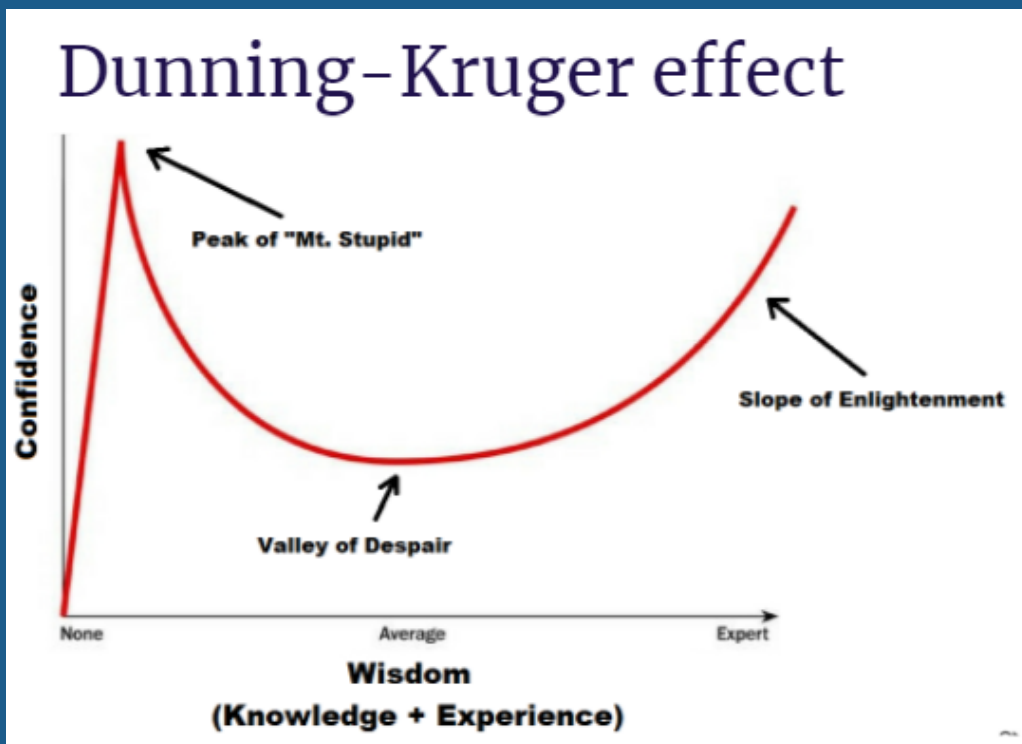 Dunning-Kruger effect
Peak of "Mt. Stupid"
Confidence
Slope of Enlightenment
Valley of Despair
None
Average
Expert
Wisdom
(Knowledge + Experience)